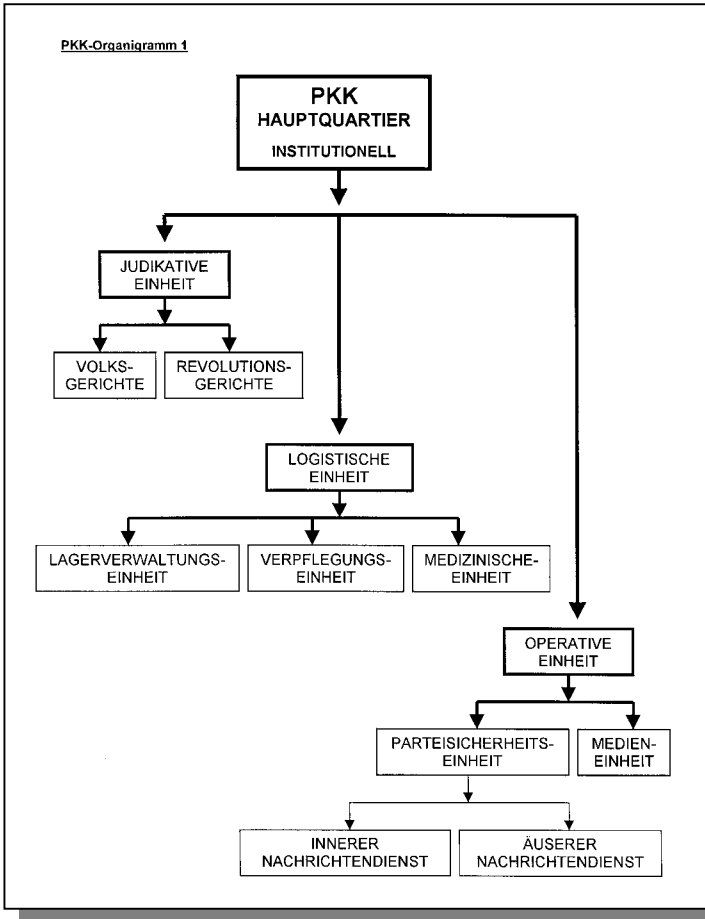 PKK-Organigramm 1
PKK
HAUPTQUARTIER
INSTITUTIONELL
JUDIKATIVE
EINHEIT
VOLKS-
GERICHTE
REVOLUTIONS-
GERICHTE
LOGISTISCHE
EINHEIT
LAGERVERWALTUNGS-
EINHEIT
VERPFLEGUNGS-
EINHEIT
MEDIZINISCHE-
EINHEIT
OPERATIVE
EINHEIT
PARTEISICHERHEITS-
EINHEIT
MEDIEN-
EINHEIT
INNERER
NACHRICHTENDIENST
ÄUSERER
NACHRICHTENDIENST